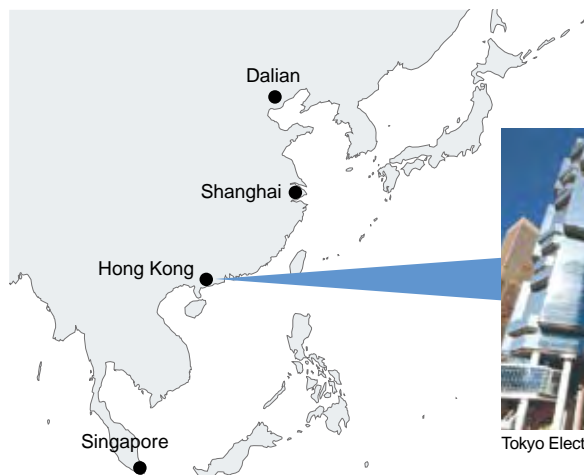 Dalian
Shanghai
Hong Kong
Singapore
Tokyo Elect